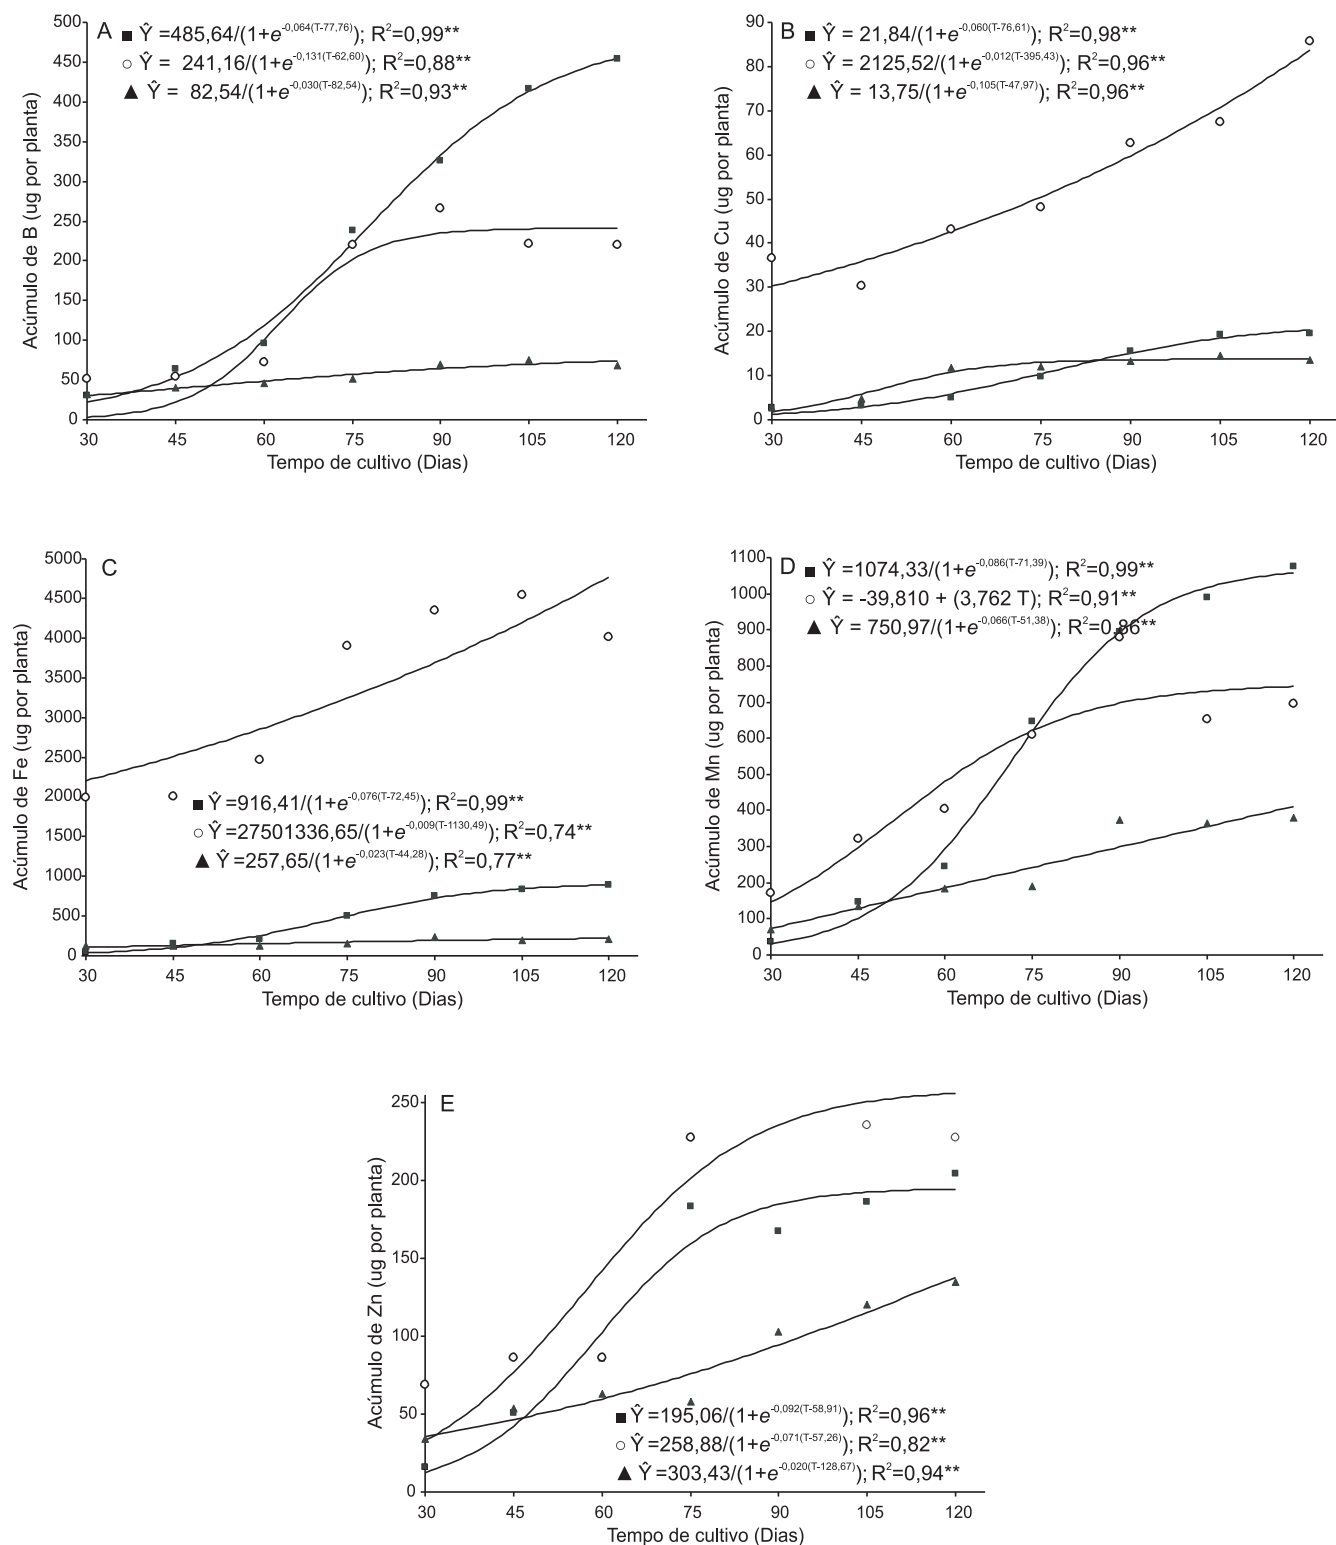 A
■ Ŷ =485,64/(1+e^-0,064(T-77,76)); R²=0,99**
○ Ŷ = 241,16/(1+e^-0,131(T-62,60)); R²=0,88**
▲ Ŷ = 82,54/(1+e^-0,030(T-82,54)); R²=0,93**
Acúmulo de B (ug por planta)
500
450
400
350
300
250
200
150
100
50
0
30 45 60 75 90 105 120
Tempo de cultivo (Dias)
B
■ Ŷ = 21,84/(1+e^-0,060(T-76,61)); R²=0,98**
○ Ŷ = 2125,52/(1+e^-0,012(T-395,43)); R²=0,96**
▲ Ŷ = 13,75/(1+e^-0,105(T-47,97)); R²=0,96**
Acúmulo de Cu (ug por planta)
90
80
70
60
50
40
30
20
10
0
30 45 60 75 90 105 120
Tempo de cultivo (Dias)
C
Acúmulo de Fe (ug por planta)
5000
4500
4000
3500
3000
2500
2000
1500
1000
500
0
■ Ŷ =916,41/(1+e^-0,076(T-72,45)); R²=0,99**
○ Ŷ =27501336,65/(1+e^-0,009(T-1130,49)); R²=0,74**
▲ Ŷ =257,65/(1+e^-0,023(T-44,28)); R²=0,77**
30 45 60 75 90 105 120
Tempo de cultivo (Dias)
D
■ Ŷ =1074,33/(1+e^-0,086(T-71,39)); R²=0,99**
○ Ŷ = -39,810 + (3,762 T); R²=0,91**
▲ Ŷ = 750,97/(1+e^-0,066(T-51,38)); R²=0,86**
Acúmulo de Mn (ug por planta)
1100
1000
900
800
700
600
500
400
300
200
100
0
30 45 60 75 90 105 120
Tempo de cultivo (Dias)
E
Acúmulo de Zn (ug por planta)
250
200
150
100
50
0
■ Ŷ =195,06/(1+e^-0,092(T-58,91)); R²=0,96**
○ Ŷ =258,88/(1+e^-0,071(T-57,26)); R²=0,82**
▲ Ŷ =303,43/(1+e^-0,020(T-128,67)); R²=0,94**
30 45 60 75 90 105 120
Tempo de cultivo (Dias)